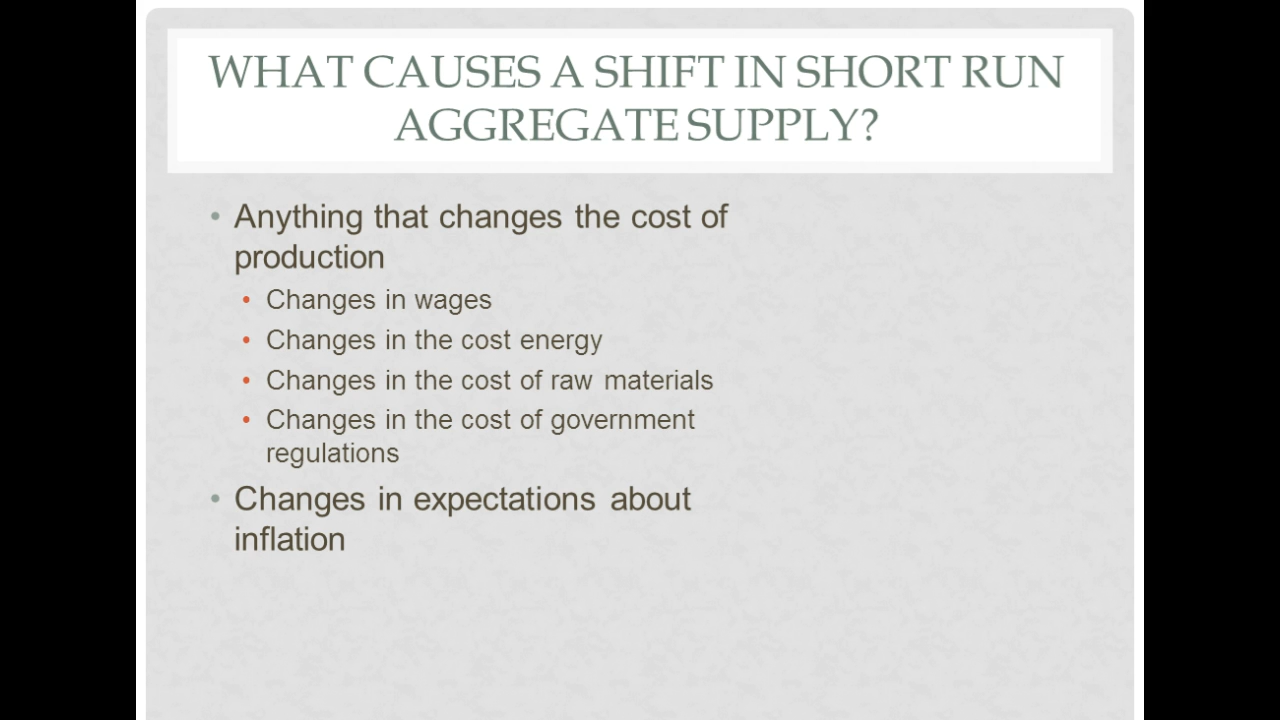 WHAT CAUSES A SHIFT IN SHORT RUN
AGGREGATE SUPPLY?
• Anything that changes the cost of
production
• Changes in wages
• Changes in the cost energy
• Changes in the cost of raw materials
• Changes in the cost of government
regulations
• Changes in expectations about
inflation